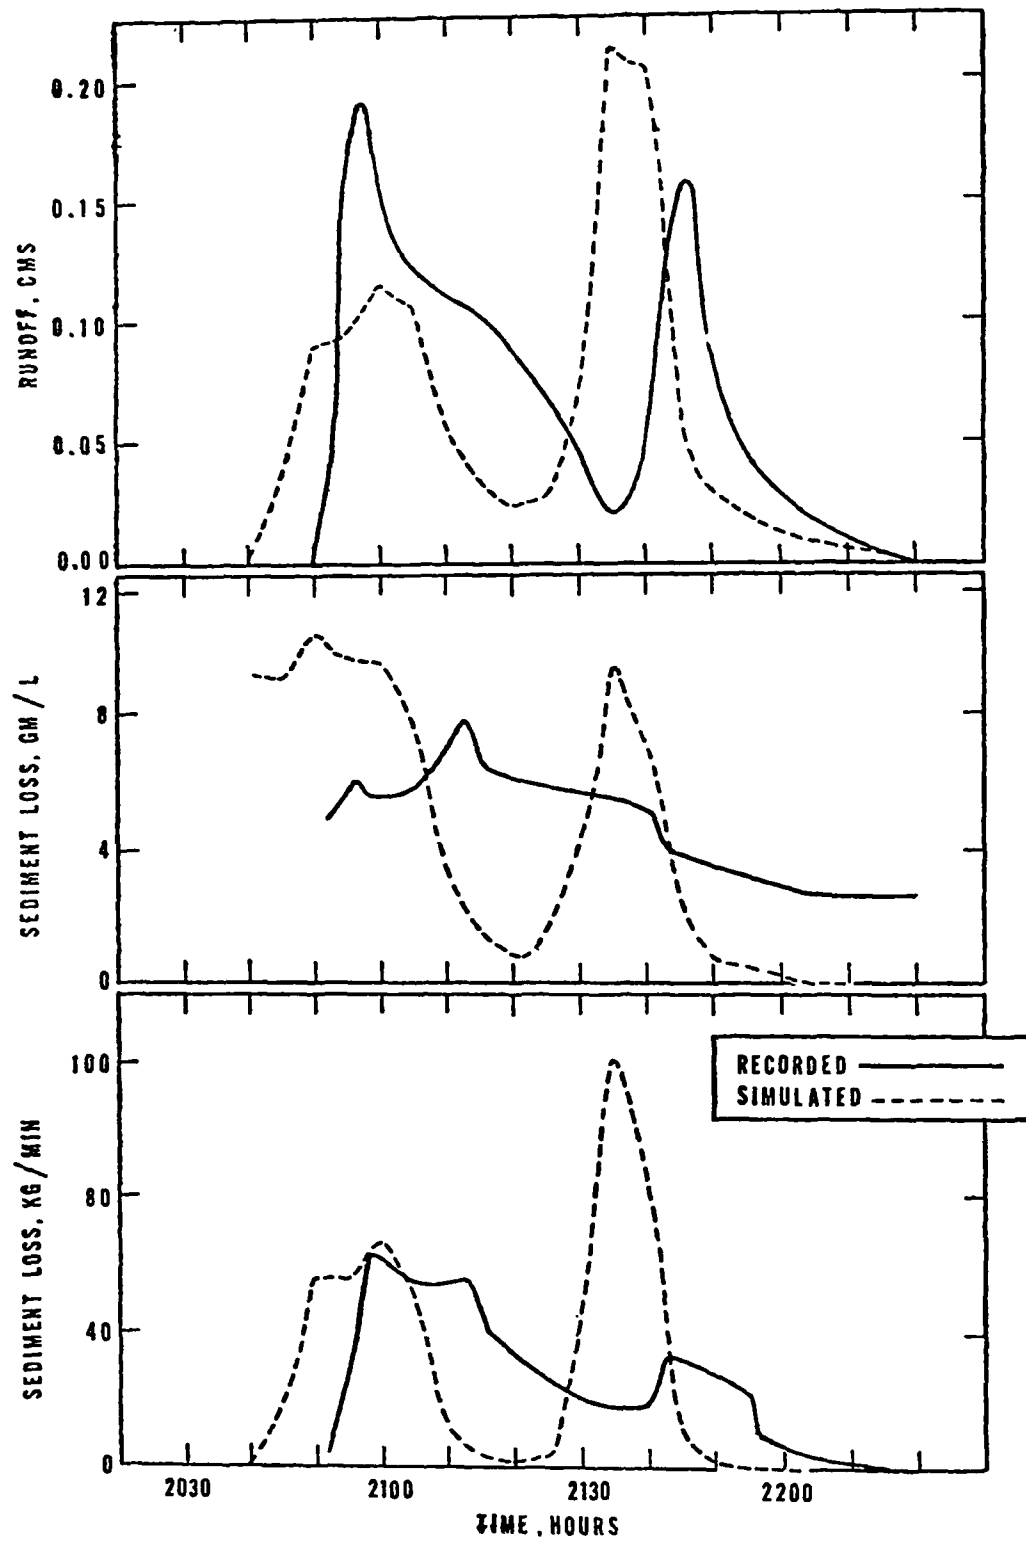 0.20
0.15
0.10
0.05
0.00
RUNOFF, CMS
12
8
4
0
SEDIMENT LOSS, GM/L
RECORDED
SIMULATED
100
80
40
0
SEDIMENT LOSS, KG/MIN
2030
2100
2130
2200
TIME, HOURS